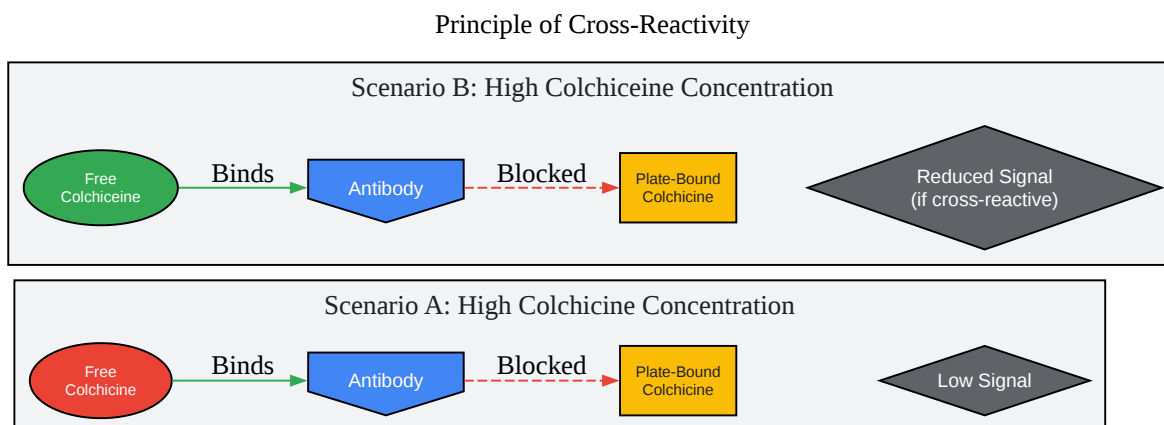 Principle of Cross-Reactivity
Scenario B: High Colchiceine Concentration
Free
Colchiceine
Binds
Antibody
Blocked
Plate-Bound
Colchicine
Reduced Signal
(if cross-reactive)
Scenario A: High Colchicine Concentration
Free
Colchicine
Binds
Antibody
Blocked
Plate-Bound
Colchicine
Low Signal